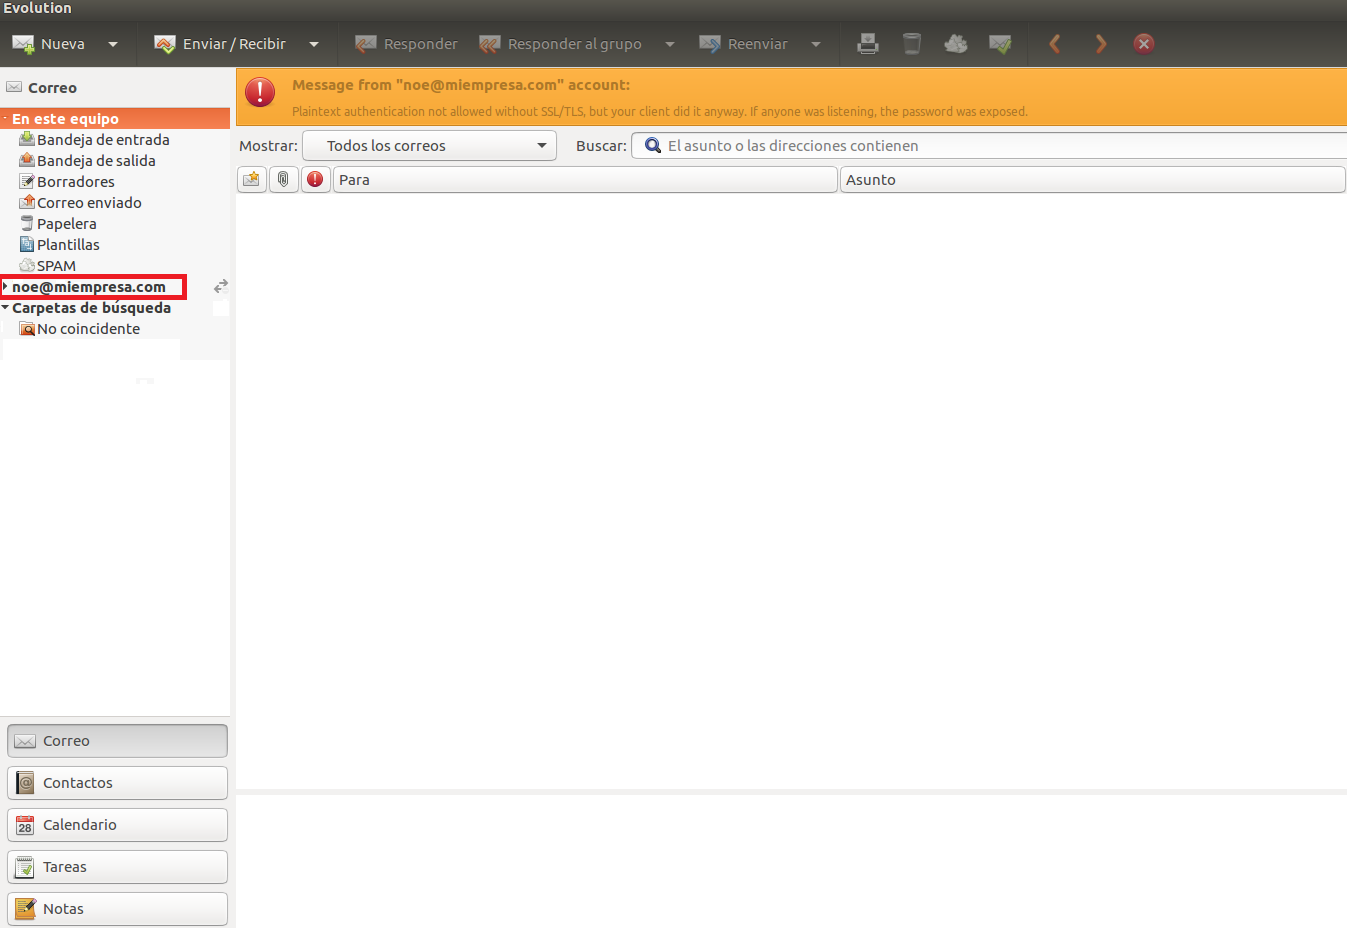 Evolution
Nueva Enviar / Recibir Responder Responder al grupo Reenviar
Correo
Message from "noe@miempresa.com" account:
Plaintext authentication not allowed without SSL/TLS, but your client did it anyway. If anyone was listening, the password was exposed.
En este equipo
Bandeja de entrada
Bandeja de salida
Borradores
Correo enviado
Papelera
Plantillas
SPAM
noe@miempresa.com
Carpetas de búsqueda
No coincidente
Mostrar: Todos los correos Buscar: El asunto o las direcciones contienen
Para Asunto
Correo
Contactos
28 Calendario
Tareas
Notas